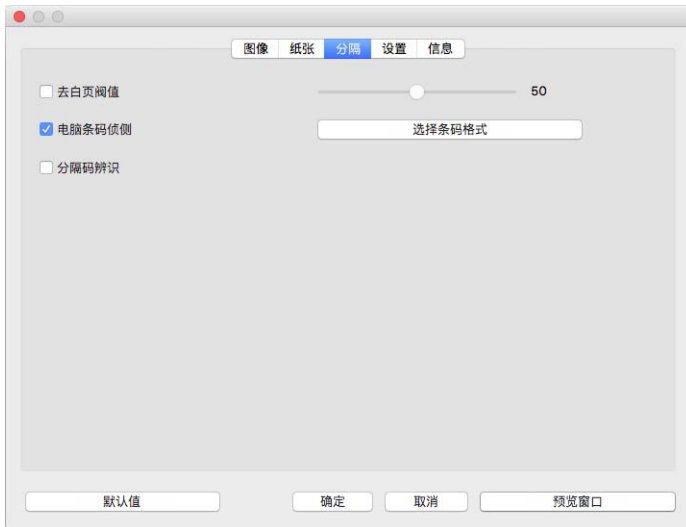 图像 纸张 分隔 设置 信息
去白页阀值 50
电脑条码侦侧 选择条码格式
分隔码辨识
默认值 确定 取消 预览窗口